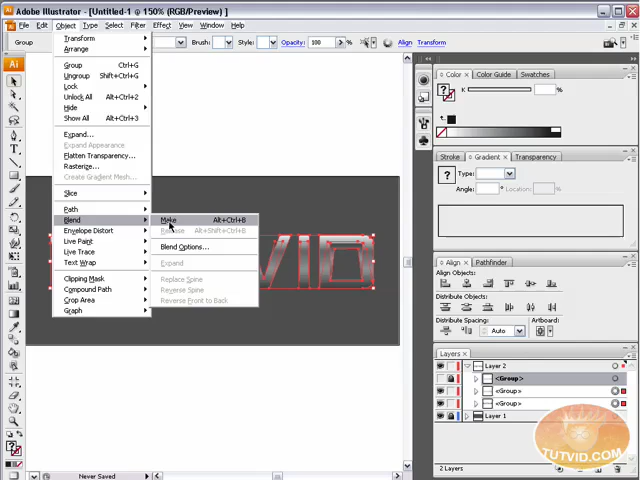 Adobe Illustrator - [Untitled-1 @ 150% (RGB/Preview)]
File Edit Object Type Select Filter Effect View Window Help
Group Brush: Style: Opacity: 100 Align Transform
Ai
Transform
Arrange
Group Ctrl+G
Ungroup Shift+Ctrl+G
Lock
Unlock All Alt+Ctrl+2
Hide
Show All Alt+Ctrl+3
Expand...
Expand Appearance
Flatten Transparency...
Rasterize...
Create Gradient Mesh...
Slice
Path
Blend
Envelope Distort
Live Paint
Live Trace
Text Wrap
Clipping Mask
Compound Path
Crop Area
Graph
Make Alt+Ctrl+B
Release Alt+Shift+Ctrl+B
Blend Options...
Expand
Replace Spine
Reverse Spine
Reverse Front to Back
VID
Color Color Guide Swatches
K
%
Stroke Gradient Transparency
Type:
Angle: Location: %
Align Pathfinder
Align Objects:
Distribute Objects:
Distribute Spacing: Artboard:
Auto
Layers
Layer 2
<Group>
<Group>
<Group>
Layer 1
2 Layers
Never Saved
TUTVID.COM